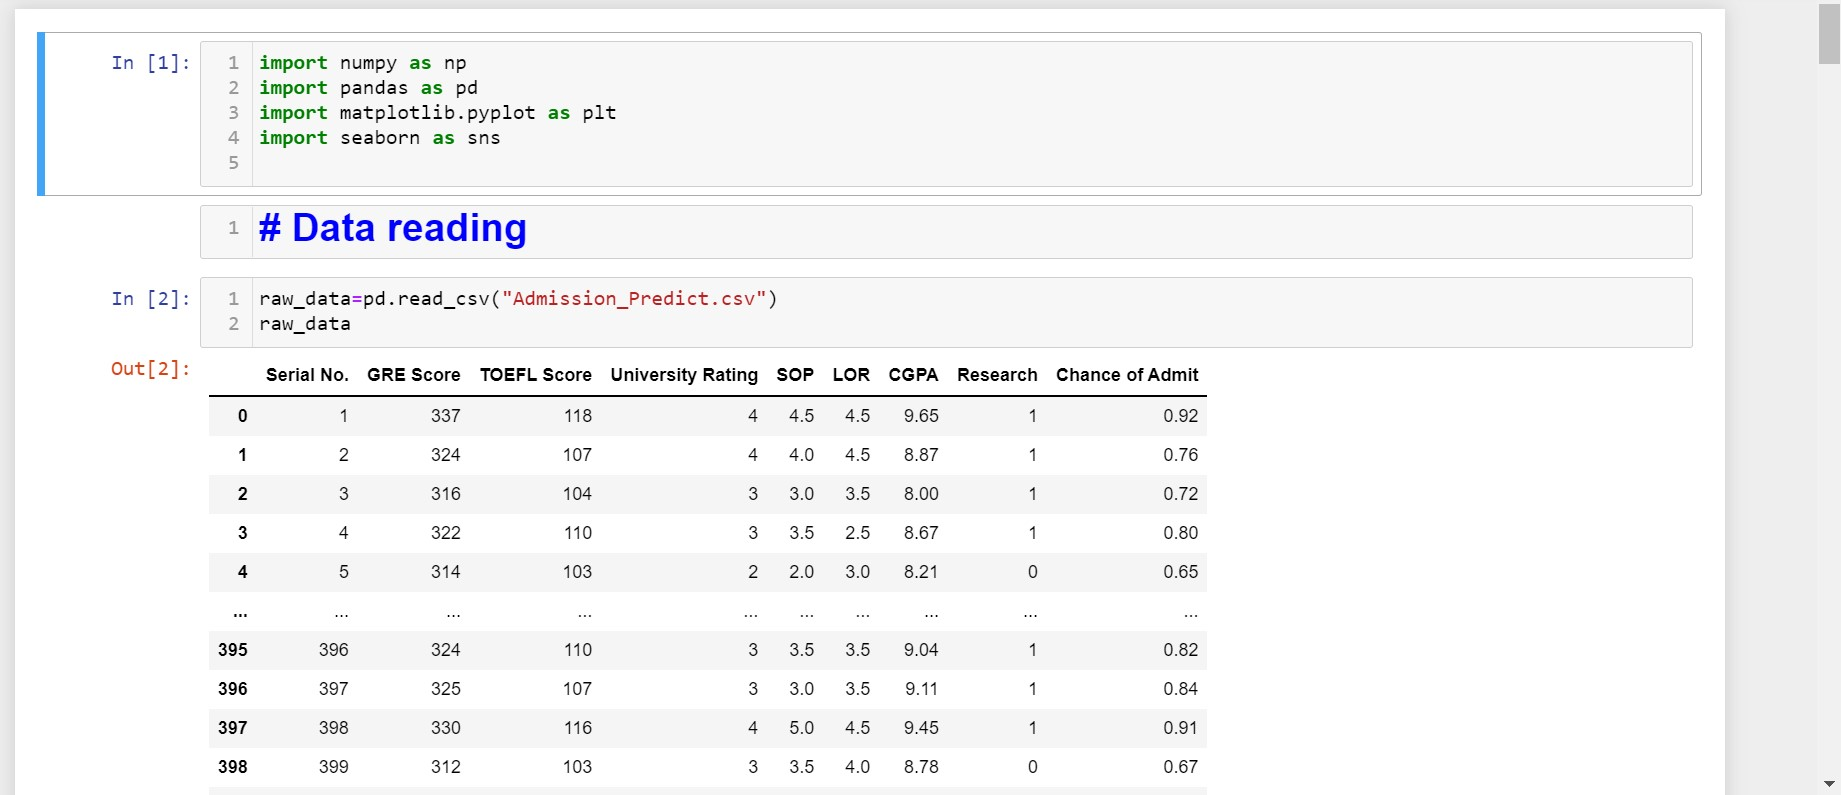 In [1]:
1 import numpy as np
2 import pandas as pd
3 import matplotlib.pyplot as plt
4 import seaborn as sns
5
1 # Data reading
In [2]:
1 raw_data=pd.read_csv("Admission_Predict.csv")
2 raw_data
Out[2]:
Serial No. GRE Score TOEFL Score University Rating SOP LOR CGPA Research Chance of Admit
0 1 337 118 4 4.5 4.5 9.65 1 0.92
1 2 324 107 4 4.0 4.5 8.87 1 0.76
2 3 316 104 3 3.0 3.5 8.00 1 0.72
3 4 322 110 3 3.5 2.5 8.67 1 0.80
4 5 314 103 2 2.0 3.0 8.21 0 0.65
... ... ... ... ... ... ... ... ... ...
395 396 324 110 3 3.5 3.5 9.04 1 0.82
396 397 325 107 3 3.0 3.5 9.11 1 0.84
397 398 330 116 4 5.0 4.5 9.45 1 0.91
398 399 312 103 3 3.5 4.0 8.78 0 0.67